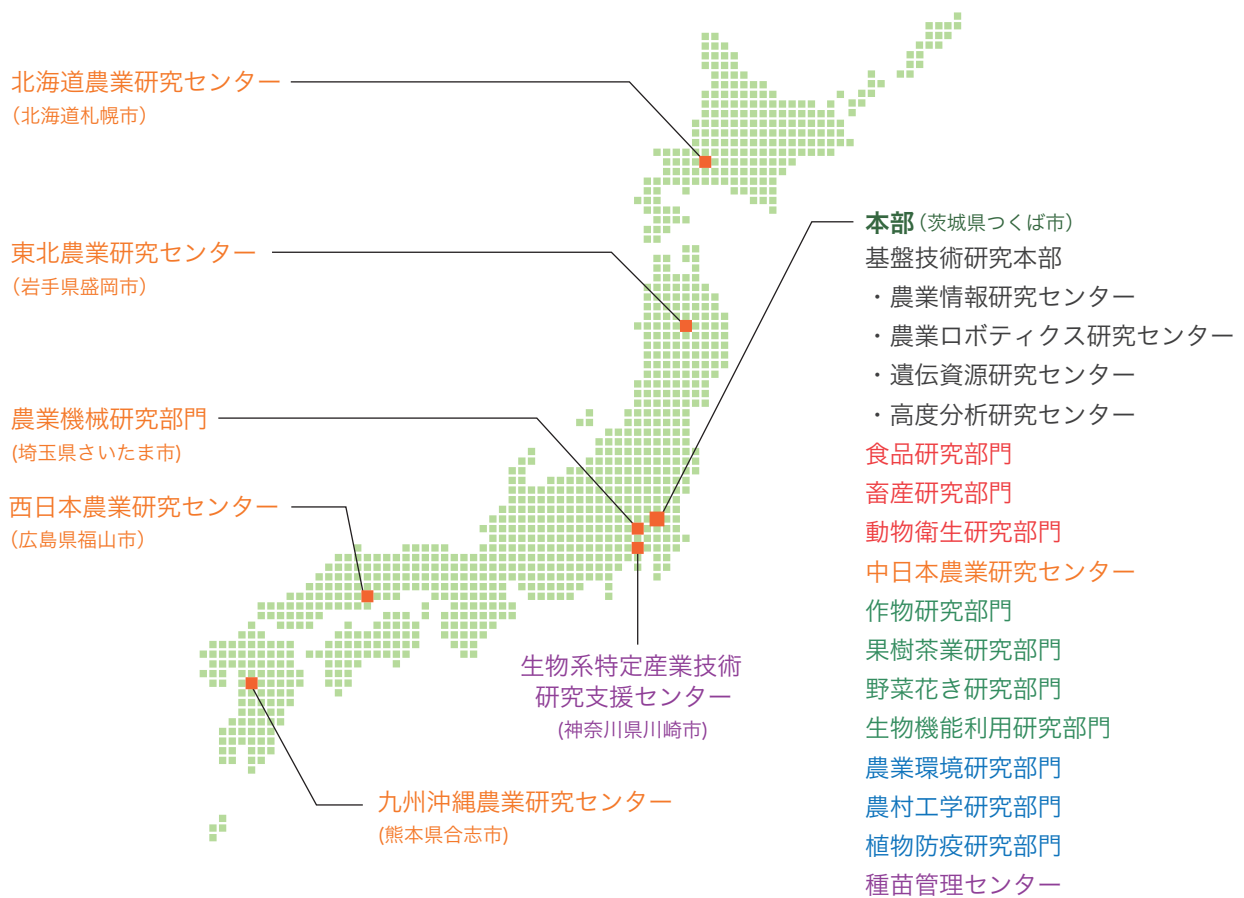 北海道農業研究センター
（北海道札幌市）
東北農業研究センター
（岩手県盛岡市）
農業機械研究部門
(埼玉県さいたま市)
西日本農業研究センター
（広島県福山市）
生物系特定産業技術
研究支援センター
(神奈川県川崎市)
九州沖縄農業研究センター
(熊本県合志市)
本部（茨城県つくば市）
基盤技術研究本部
・農業情報研究センター
・農業ロボティクス研究センター
・遺伝資源研究センター
・高度分析研究センター
食品研究部門
畜産研究部門
動物衛生研究部門
中日本農業研究センター
作物研究部門
果樹茶業研究部門
野菜花き研究部門
生物機能利用研究部門
農業環境研究部門
農村工学研究部門
植物防疫研究部門
種苗管理センター